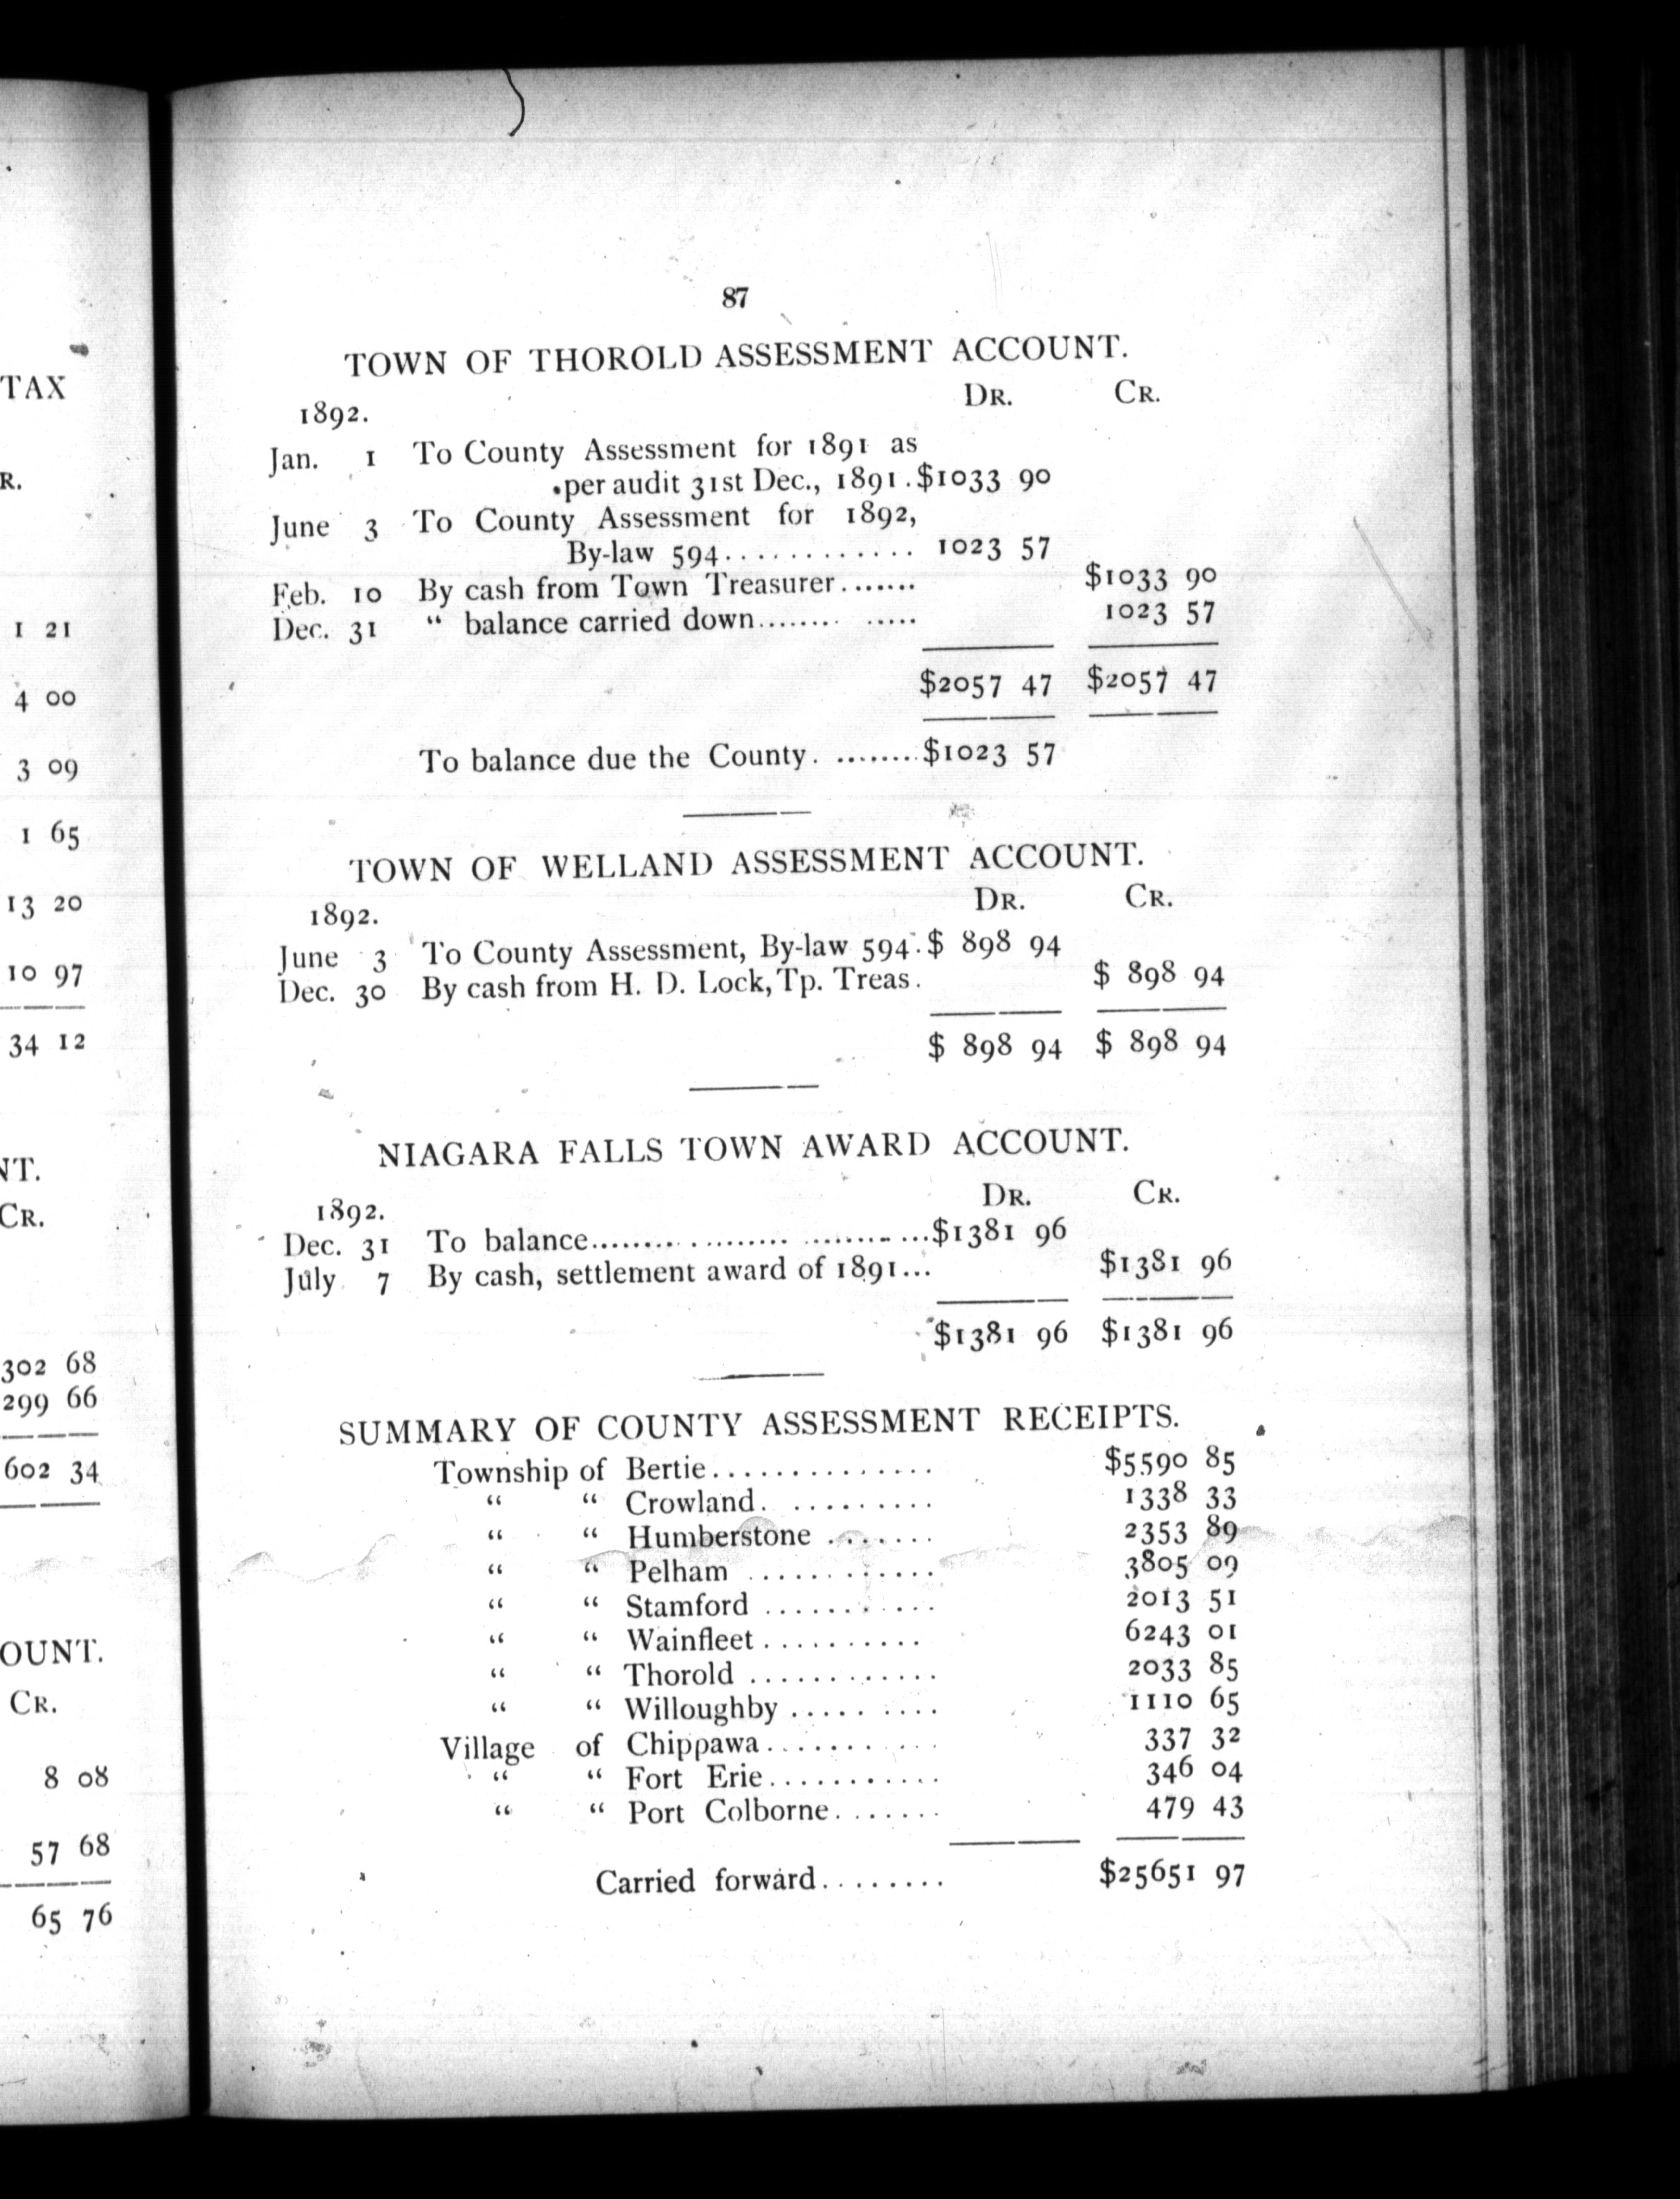 TAX
R.
1 21
4 00
3 09
1 65
13 20
10 97
34 12
NT.
CR.
302 68
299 66
602 34
OUNT.
CR.
8 08
57 68
65 76
87
TOWN OF THOROLD ASSESSMENT ACCOUNT.
DR. CR.
1892.
Jan. 1 To County Assessment for 1891 as
per audit 31st Dec., 1891. $1033 90
June 3 To County Assessment for 1892,
By-law 594............ 1023 57
Feb. 10 By cash from Town Treasurer....... $1033 90
Dec. 31 “ balance carried down........ ..... 1023 57
$2057 47 $2057 47
To balance due the County. ........$1023 57
TOWN OF WELLAND ASSESSMENT ACCOUNT.
DR. CR.
1892.
June 3 To County Assessment, By-law 594.$ 898 94
Dec. 30 By cash from H. D. Lock, Tp. Treas. $ 898 94
$ 898 94 $ 898 94
NIAGARA FALLS TOWN AWARD ACCOUNT.
DR. CR.
1892.
Dec. 31 To balance..............................$1381 96
July 7 By cash, settlement award of 1891... $1381 96
$1381 96 $1381 96
SUMMARY OF COUNTY ASSESSMENT RECEIPTS.
Township of Bertie.............. $5590 85
“ “ Crowland. ......... 1338 33
“ “ Humberstone ....... 2353 89
“ “ Pelham ............ 3805 09
“ “ Stamford ........... 2013 51
“ “ Wainfleet.......... 6243 01
“ “ Thorold ............ 2033 85
“ “ Willoughby ......... 1110 65
Village of Chippawa........... 337 32
“ “ Fort Erie........... 346 04
“ “ Port Colborne....... 479 43
Carried forward........ $25651 97